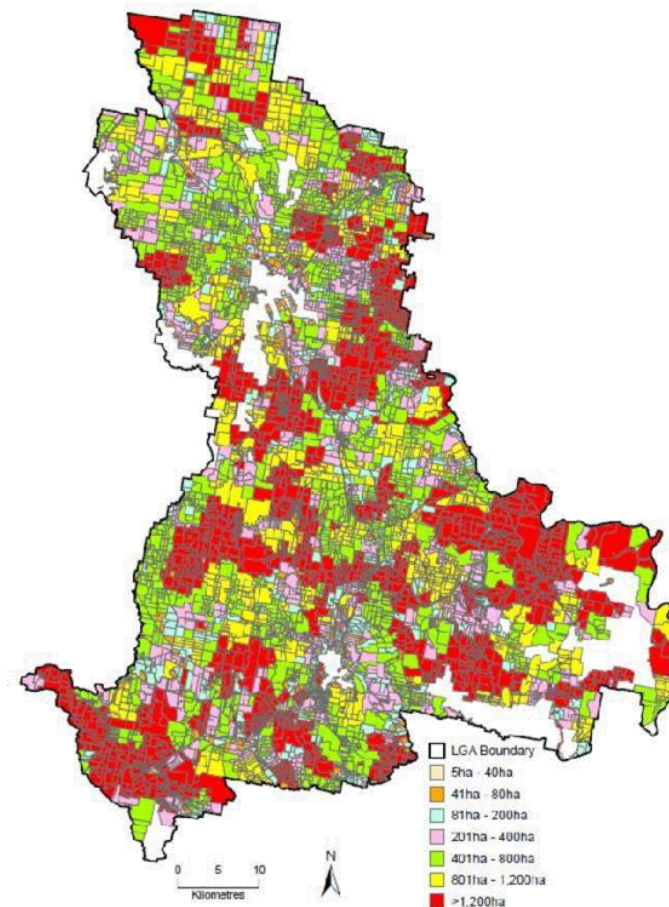 LGA Boundary
5ha - 40ha
41ha - 80ha
81ha - 200ha
201ha - 400ha
401ha - 800ha
801ha - 1,200ha
>1,200ha
N
0 5 10
Kilometres